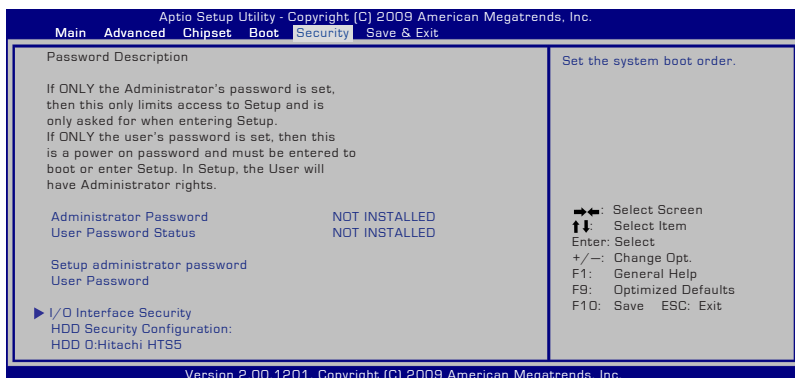 Aptio Setup Utility - Copyright (C) 2009 American Megatrends, Inc.
Main Advanced Chipset Boot Security Save & Exit
Password Description
If ONLY the Administrator's password is set,
then this only limits access to Setup and is
only asked for when entering Setup.
If ONLY the user's password is set, then this
is a power on password and must be entered to
boot or enter Setup. In Setup, the User will
have Administrator rights.
Administrator Password NOT INSTALLED
User Password Status NOT INSTALLED
Setup administrator password
User Password
I/O Interface Security
HDD Security Configuration:
HDD 0:Hitachi HTS5
Set the system boot order.
: Select Screen
: Select Item
Enter: Select
+/—: Change Opt.
F1: General Help
F9: Optimized Defaults
F10: Save ESC: Exit
Version 2.00.1201. Copyright (C) 2009 American Megatrends, Inc.